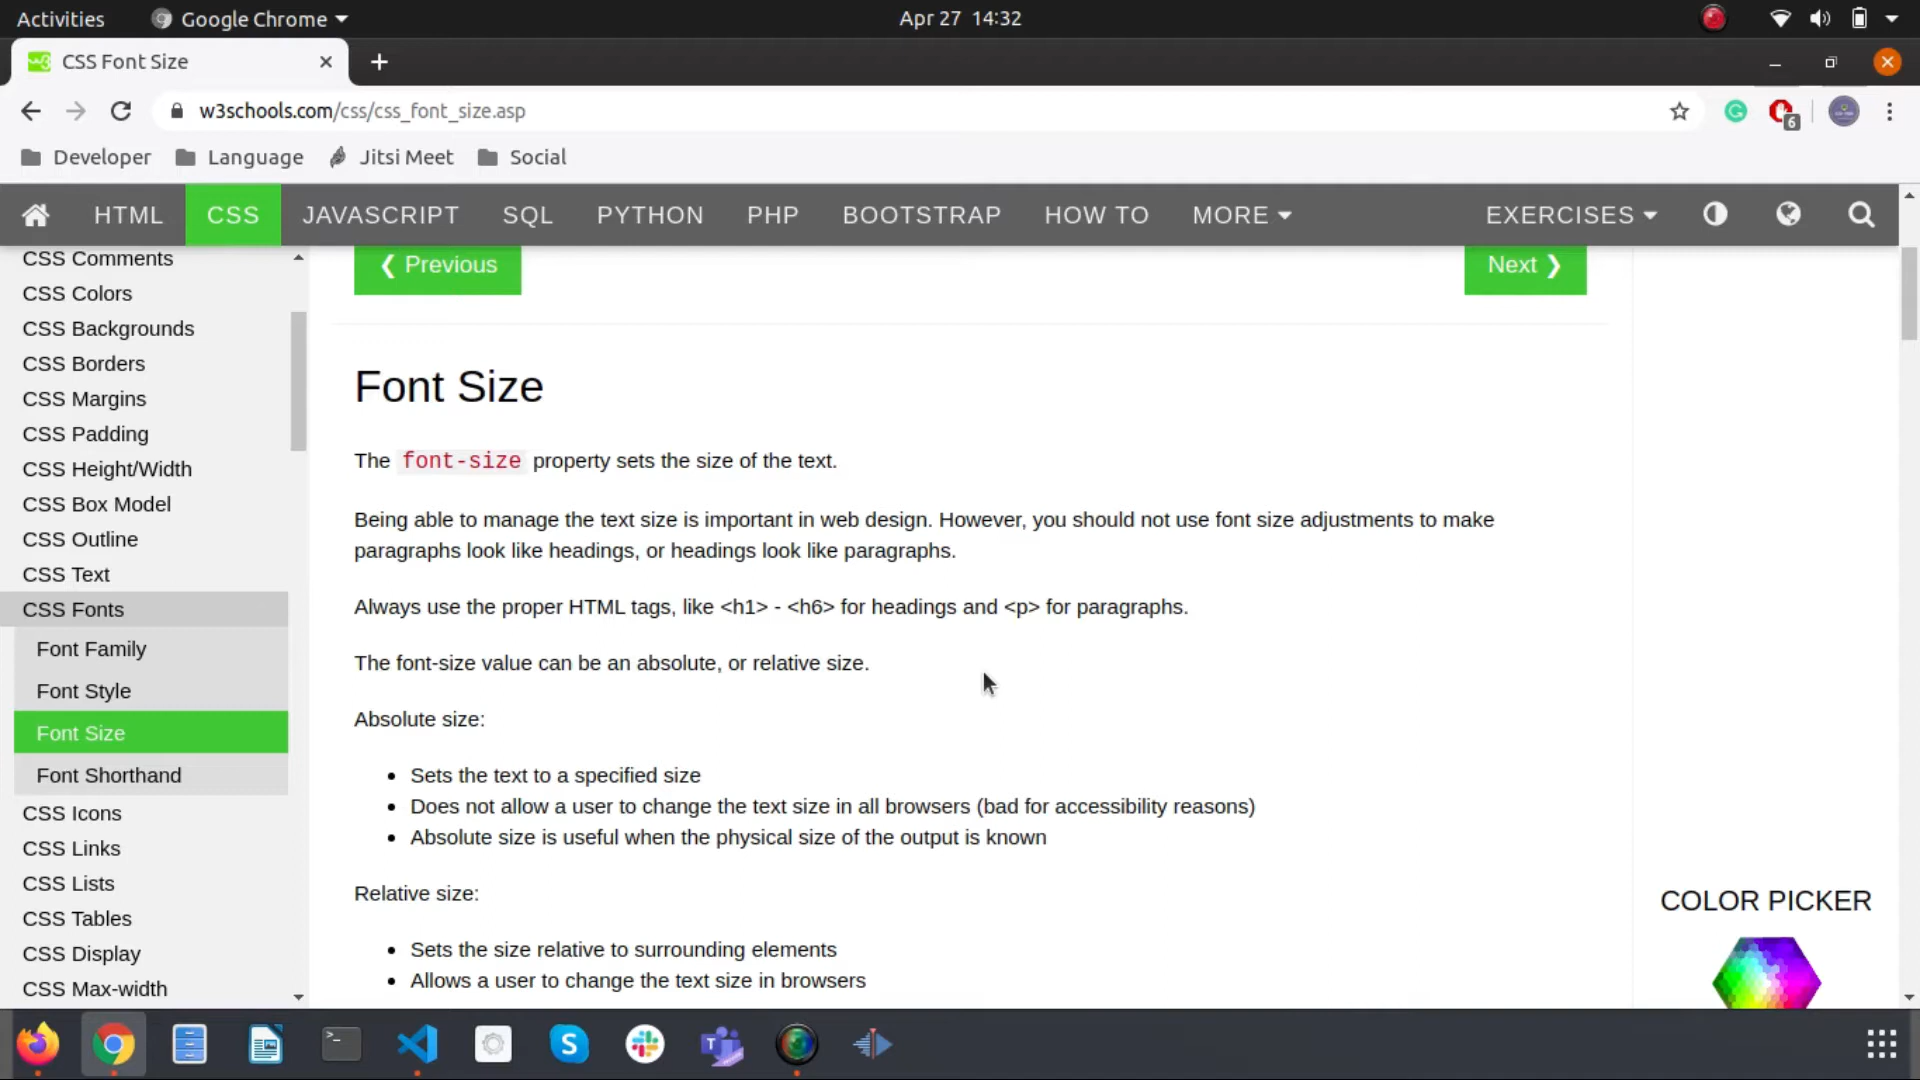 Activities
Google Chrome
Apr 27 14:32
CSS Font Size
w3schools.com/css/css_font_size.asp
6
Developer
Language
Jitsi Meet
Social
HTML
CSS
JAVASCRIPT
SQL
PYTHON
PHP
BOOTSTRAP
HOW TO
MORE
EXERCISES
CSS Comments
CSS Colors
CSS Backgrounds
CSS Borders
CSS Margins
CSS Padding
CSS Height/Width
CSS Box Model
CSS Outline
CSS Text
CSS Fonts
Font Family
Font Style
Font Size
Font Shorthand
CSS Icons
CSS Links
CSS Lists
CSS Tables
CSS Display
CSS Max-width
❮ Previous
Next ❯
Font Size
The font-size property sets the size of the text.
Being able to manage the text size is important in web design. However, you should not use font size adjustments to make
paragraphs look like headings, or headings look like paragraphs.
Always use the proper HTML tags, like <h1> - <h6> for headings and <p> for paragraphs.
The font-size value can be an absolute, or relative size.
Absolute size:
• Sets the text to a specified size
• Does not allow a user to change the text size in all browsers (bad for accessibility reasons)
• Absolute size is useful when the physical size of the output is known
Relative size:
• Sets the size relative to surrounding elements
• Allows a user to change the text size in browsers
COLOR PICKER